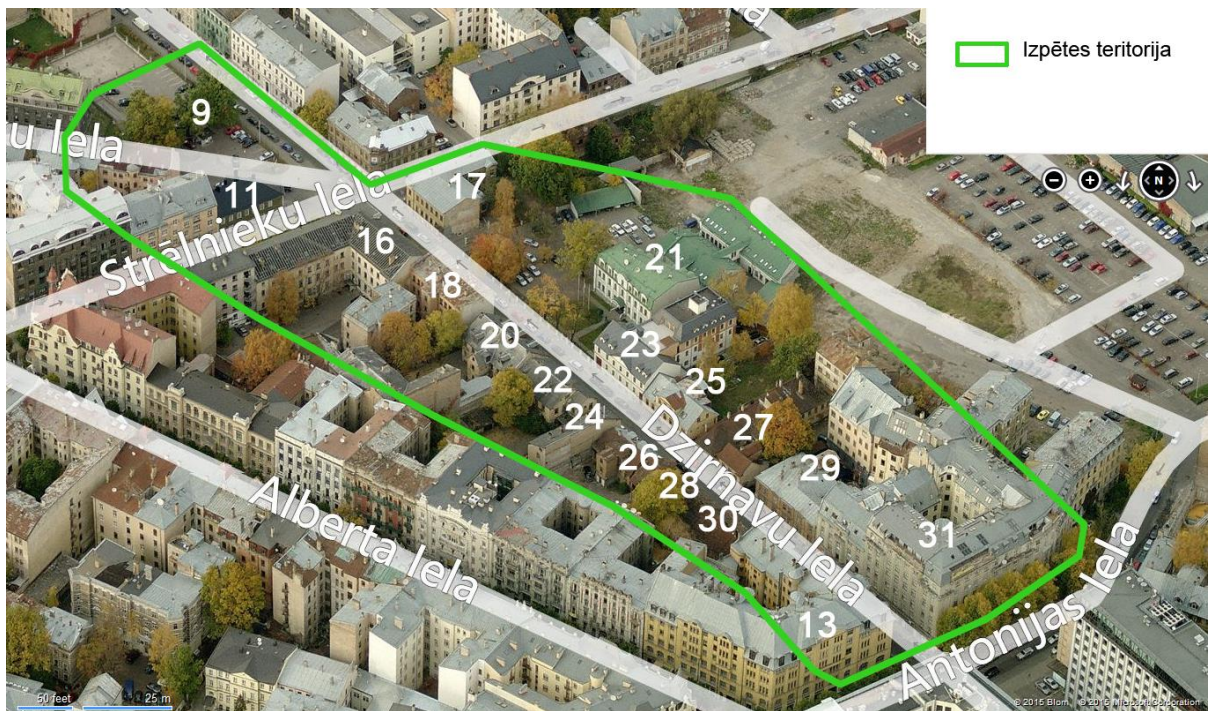 Izpētes teritorija
9
u Iela
11
Strēlnieku Iela
17
16
18
21
20
23
22
25
24
Dzirnavu Iela
27
26
29
28
30
31
Alberta Iela
13
Antonijas Iela
N
50 feet
25 m
© 2015 Blom © 2015 Microsoft Corporation